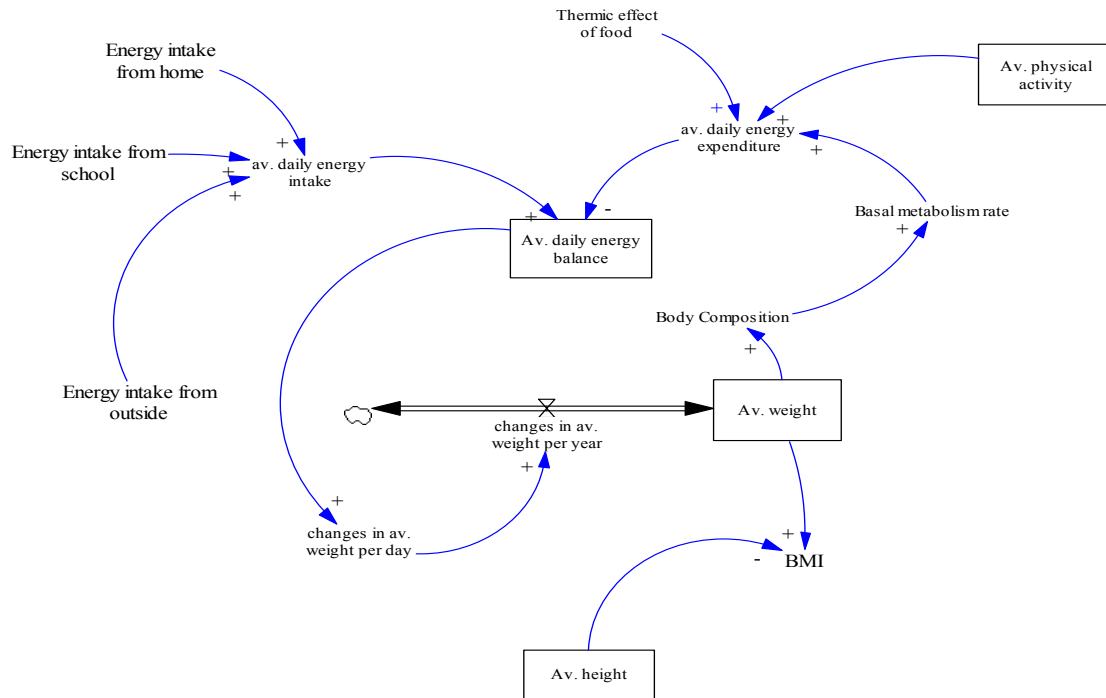 Thermic effect
of food
Energy intake
from home
Av. physical
activity
+
+
av. daily energy
expenditure
+
+
Energy intake from
school
+
av. daily energy
intake
+
+
Basal metabolism rate
+
+
-
Av. daily energy
balance
Body Composition
+
Energy intake from
outside
Av. weight
changes in av.
weight per year
+
+
changes in av.
weight per day
+
-
BMI
Av. height